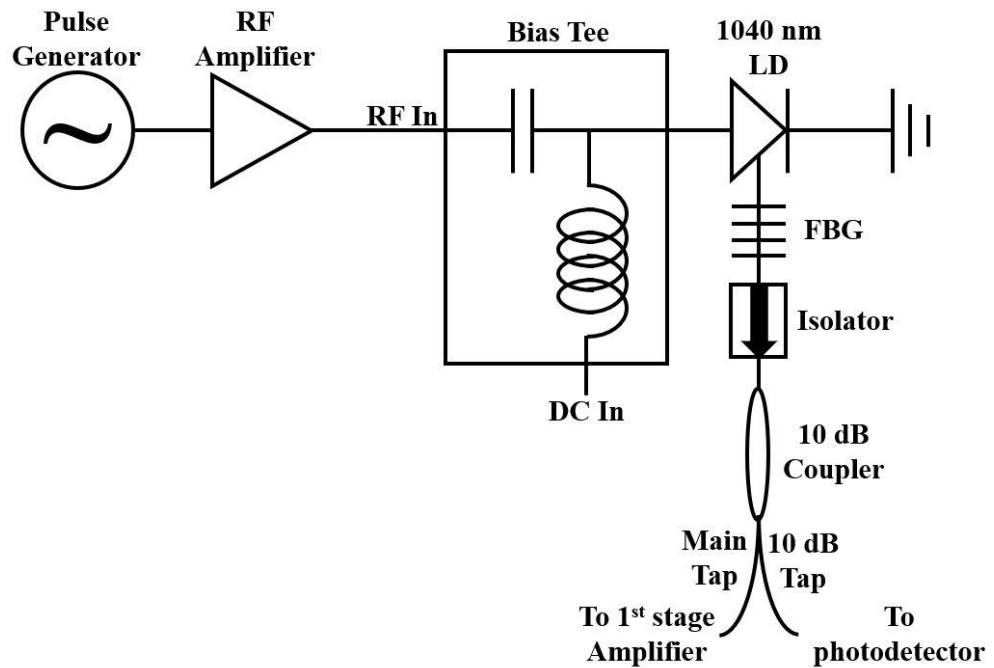 Pulse
Generator
RF
Amplifier
Bias Tee
1040 nm
LD
RF In
FBG
Isolator
DC In
10 dB
Coupler
Main
Tap
10 dB
Tap
To 1st stage
Amplifier
To
photodetector